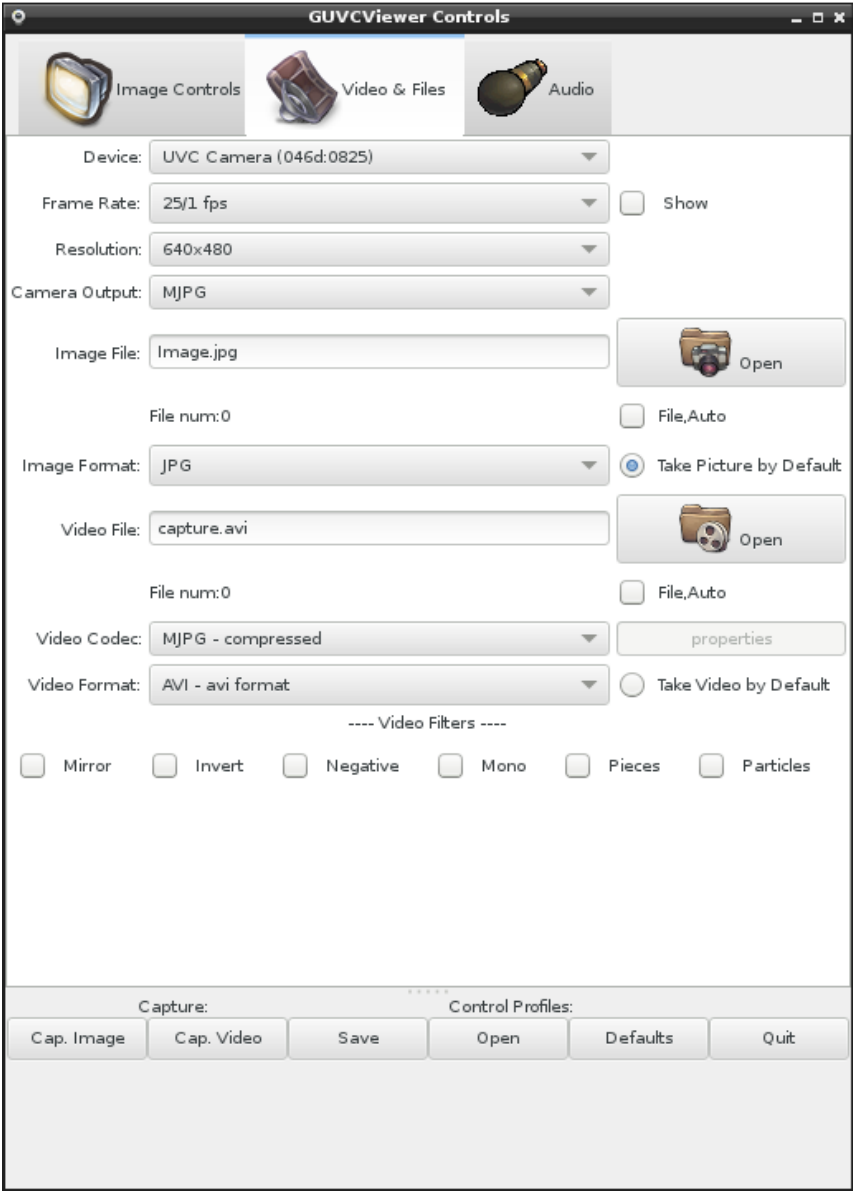 GUVCViewer Controls
Image Controls Video & Files Audio
Device: UVC Camera (046d:0825)
Frame Rate: 25/1 fps Show
Resolution: 640x480
Camera Output: MJPG
Image File: Image.jpg Open
File num:0 File,Auto
Image Format: JPG Take Picture by Default
Video File: capture.avi Open
File num:0 File,Auto
Video Codec: MJPG - compressed properties
Video Format: AVI - avi format Take Video by Default
---- Video Filters ----
Mirror Invert Negative Mono Pieces Particles
Capture: Control Profiles:
Cap. Image Cap. Video Save Open Defaults Quit